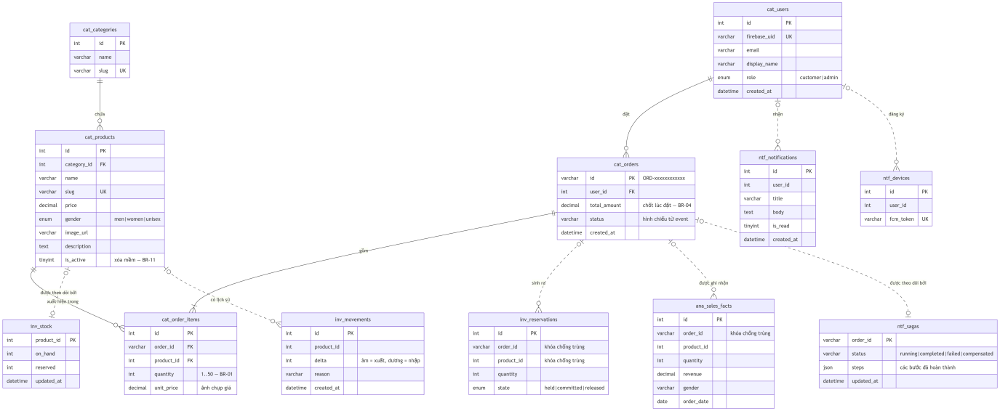 cat_categories
int id PK
varchar name
varchar slug UK
chứa
cat_products
int id PK
int category_id FK
varchar name
varchar slug UK
decimal price
enum gender men|women|unisex
varchar image_url
text description
tinyint is_active xóa mềm — BR-11
cat_users
int id PK
varchar firebase_uid UK
varchar email
varchar display_name
enum role customer|admin
datetime created_at
đặt
nhận
đăng ký
cat_orders
varchar id PK ORD-xxxxxxxxxxxx
int user_id FK
decimal total_amount chốt lúc đặt — BR-04
varchar status hình chiếu từ event
datetime created_at
ntf_notifications
int id PK
int user_id
varchar title
text body
tinyint is_read
datetime created_at
ntf_devices
int id PK
int user_id
varchar fcm_token UK
gồm
được theo dõi bởi
xuất hiện trong
có lịch sử
sinh ra
được ghi nhận
được theo dõi bởi
inv_stock
int product_id PK
int on_hand
int reserved
datetime updated_at
cat_order_items
int id PK
varchar order_id FK
int product_id FK
int quantity 1..50 — BR-01
decimal unit_price ảnh chụp giá
inv_movements
int id PK
int product_id
int delta âm = xuất, dương = nhập
varchar reason
datetime created_at
inv_reservations
int id PK
varchar order_id khóa chống trùng
int product_id khóa chống trùng
int quantity
enum state held|committed|released
ana_sales_facts
int id PK
varchar order_id khóa chống trùng
int product_id
int quantity
decimal revenue
varchar gender
date order_date
ntf_sagas
varchar order_id PK
varchar status running|completed|failed|compensated
json steps các bước đã hoàn thành
datetime updated_at